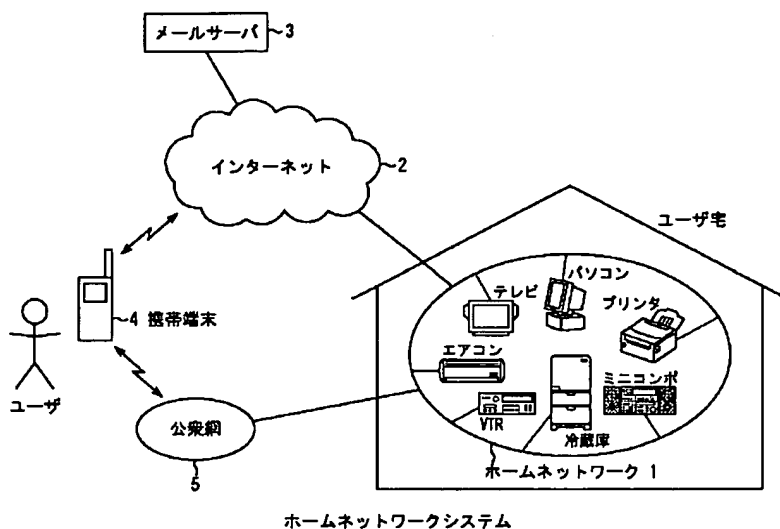 メールサーバ
3
インターネット
2
ユーザ宅
パソコン
テレビ
プリンタ
エアコン
ミニコンポ
VTR
冷蔵庫
ホームネットワーク 1
4 携帯端末
ユーザ
公衆網
5
ホームネットワークシステム